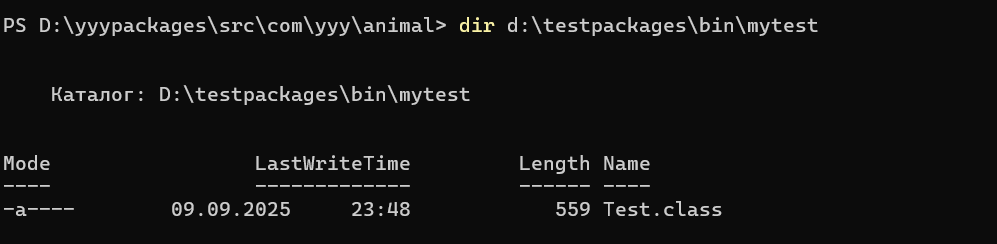 PS D:\yyypackages\src\com\yyy\animal> dir d:\testpackages\bin\mytest
    Каталог: D:\testpackages\bin\mytest
Mode                 LastWriteTime         Length Name
----                 -------------         ------ ----
-a----        09.09.2025     23:48            559 Test.class